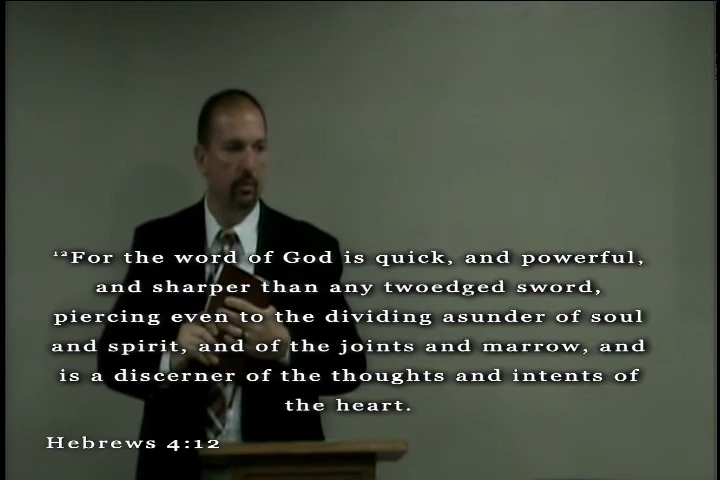 ¹²For the word of God is quick, and powerful,
and sharper than any twoedged sword,
piercing even to the dividing asunder of soul
and spirit, and of the joints and marrow, and
is a discerner of the thoughts and intents of
the heart.
Hebrews 4:12